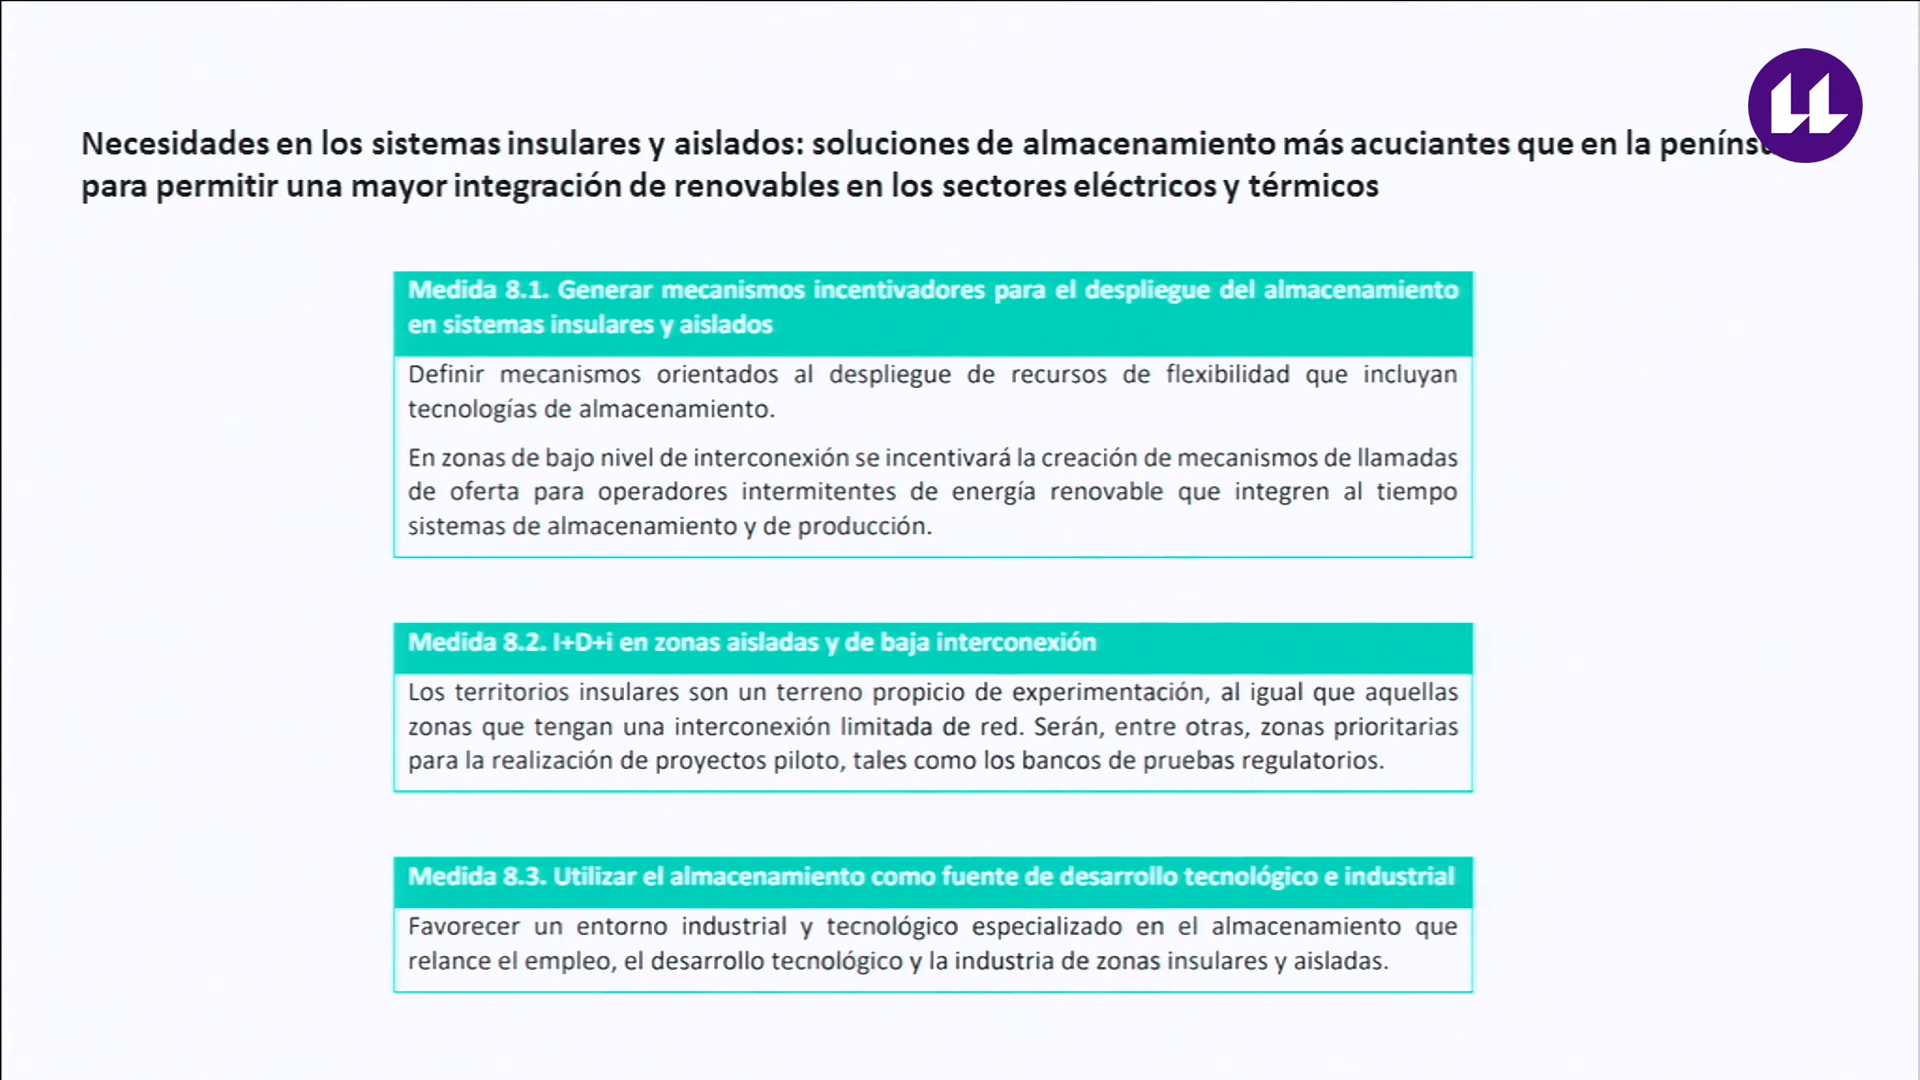 Necesidades en los sistemas insulares y aislados: soluciones de almacenamiento más acuciantes que en la
para permitir una mayor integración de renovables en los sectores eléctricos y térmicos
Medida 8.1. Generar mecanismos incentivadores para el despliegue del almacenamiento
en sistemas insulares y aislados
Definir mecanismos orientados al despliegue de recursos de flexibilidad que incluyan
tecnologías de almacenamiento.
En zonas de bajo nivel de interconexión se incentivará la creación de mecanismos de llamadas
de oferta para operadores intermitentes de energía renovable que integren al tiempo
sistemas de almacenamiento y de producción.
Medida 8.2. I+D+i en zonas aisladas y de baja interconexión
Los territorios insulares son un terreno propicio de experimentación, al igual que aquellas
zonas que tengan una interconexión limitada de red. Serán, entre otras, zonas prioritarias
para la realización de proyectos piloto, tales como los bancos de pruebas regulatorios.
Medida 8.3. Utilizar el almacenamiento como fuente de desarrollo tecnológico e industrial
Favorecer un entorno industrial y tecnológico especializado en el almacenamiento que
relance el empleo, el desarrollo tecnológico y la industria de zonas insulares y aisladas.